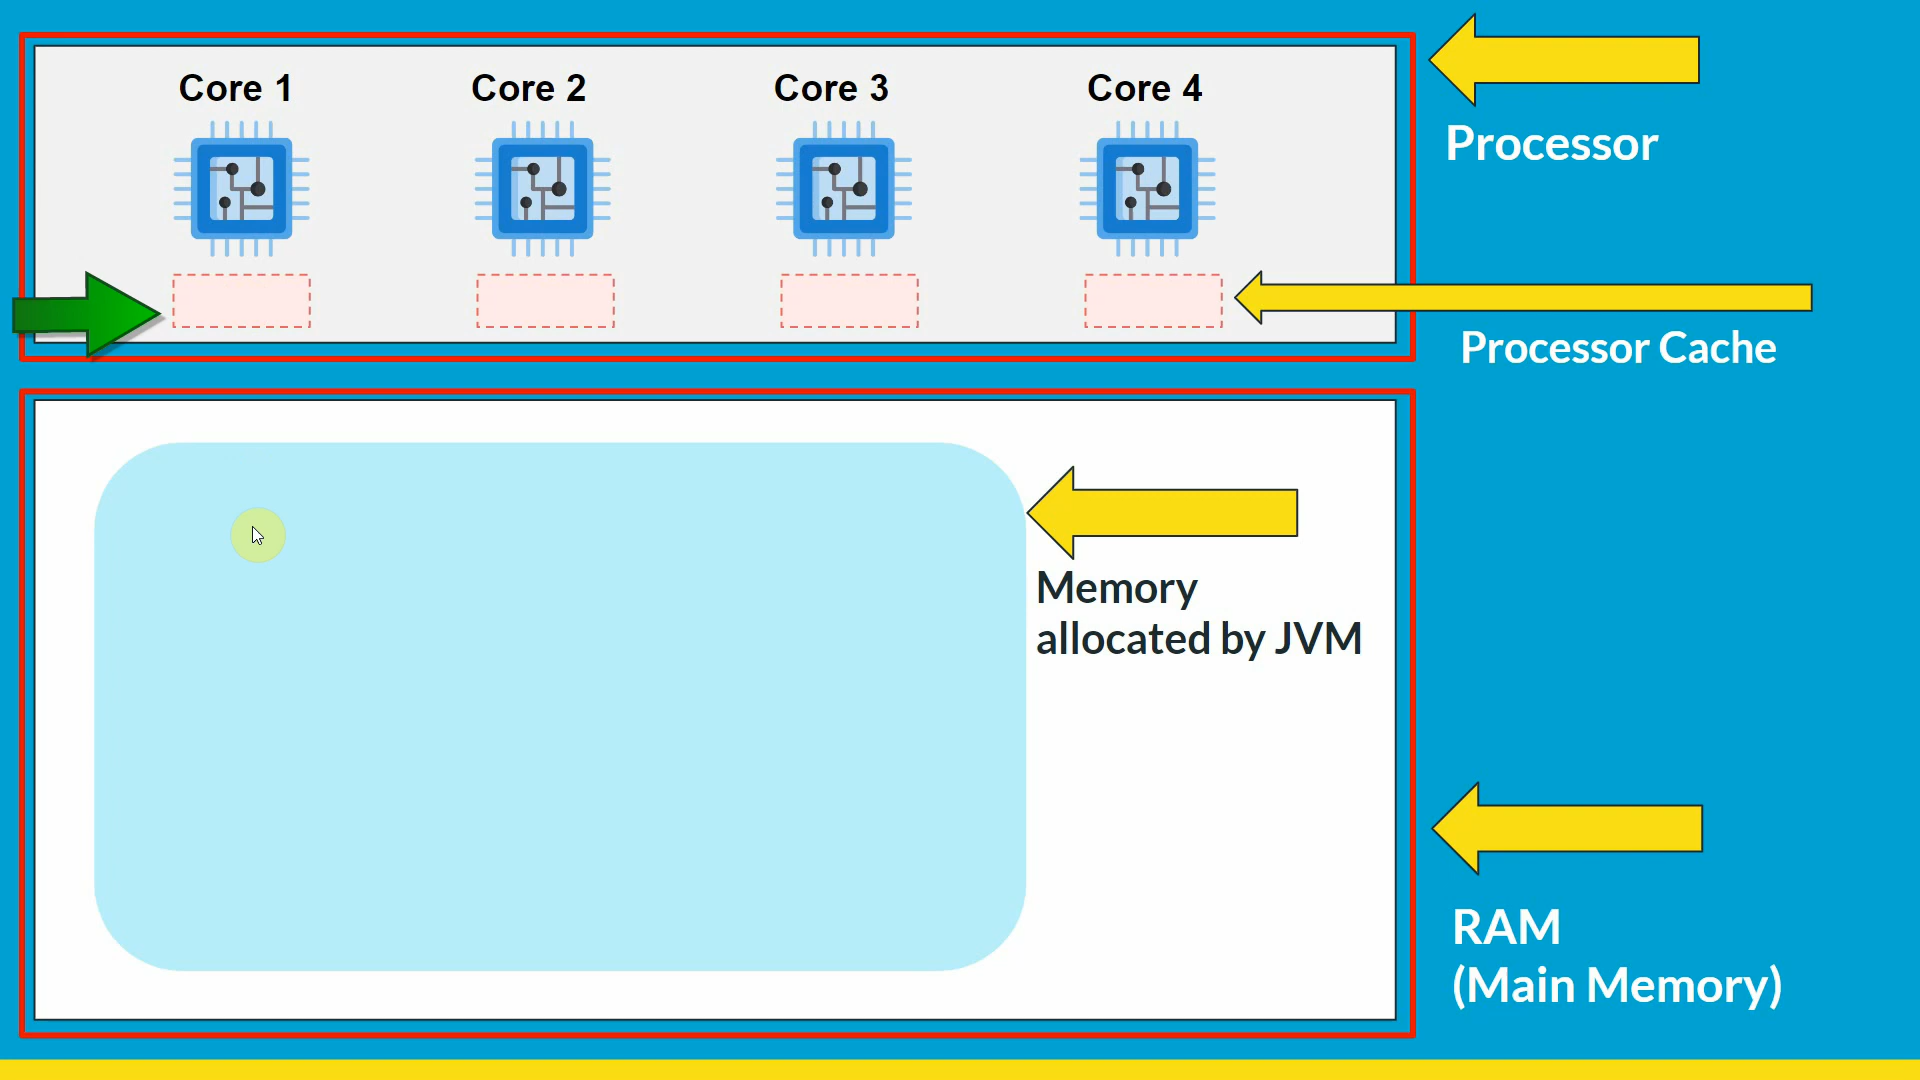 Core 1
Core 2
Core 3
Core 4
Processor
Processor Cache
Memory
allocated by JVM
RAM
(Main Memory)